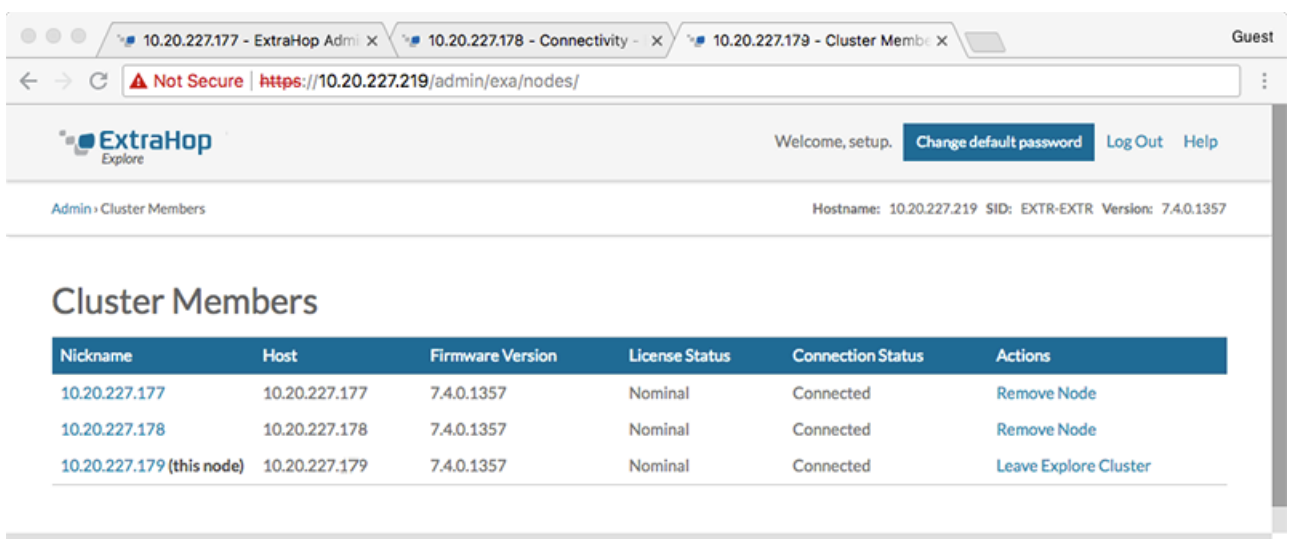 10.20.227.177 - ExtraHop Admi 10.20.227.178 - Connectivity - 10.20.227.179 - Cluster Membe Guest
Not Secure | https://10.20.227.219/admin/exa/nodes/
ExtraHop
Explore
Welcome, setup. Change default password Log Out Help
Admin › Cluster Members Hostname: 10.20.227.219 SID: EXTR-EXTR Version: 7.4.0.1357
Cluster Members
Nickname Host Firmware Version License Status Connection Status Actions
10.20.227.177 10.20.227.177 7.4.0.1357 Nominal Connected Remove Node
10.20.227.178 10.20.227.178 7.4.0.1357 Nominal Connected Remove Node
10.20.227.179 (this node) 10.20.227.179 7.4.0.1357 Nominal Connected Leave Explore Cluster